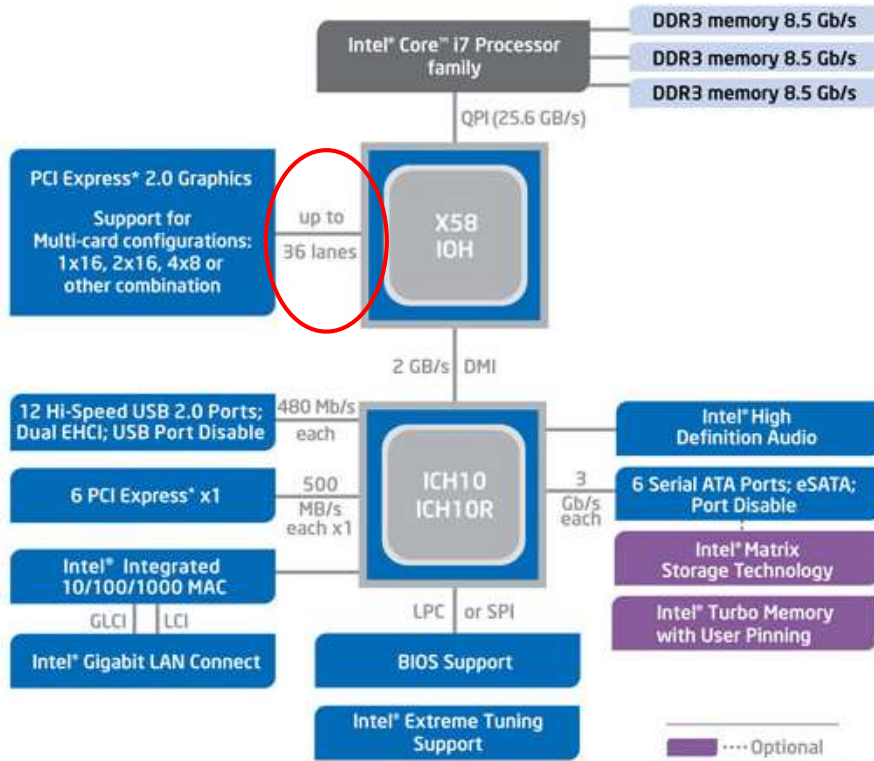 Intel® Core™ i7 Processor
family
DDR3 memory 8.5 Gb/s
DDR3 memory 8.5 Gb/s
DDR3 memory 8.5 Gb/s
QPI (25.6 GB/s)
PCI Express* 2.0 Graphics
Support for
Multi-card configurations:
1x16, 2x16, 4x8 or
other combination
up to
36 lanes
X58
IOH
2 GB/s DMI
12 Hi-Speed USB 2.0 Ports;
Dual EHCI; USB Port Disable
480 Mb/s
each
6 PCI Express* x1
500
MB/s
each x1
Intel® Integrated
10/100/1000 MAC
GLCI LCI
Intel® Gigabit LAN Connect
ICH10
ICH10R
Intel® High
Definition Audio
3
Gb/s
each
6 Serial ATA Ports; eSATA;
Port Disable
Intel® Matrix
Storage Technology
Intel® Turbo Memory
with User Pinning
LPC or SPI
BIOS Support
Intel® Extreme Tuning
Support
Optional